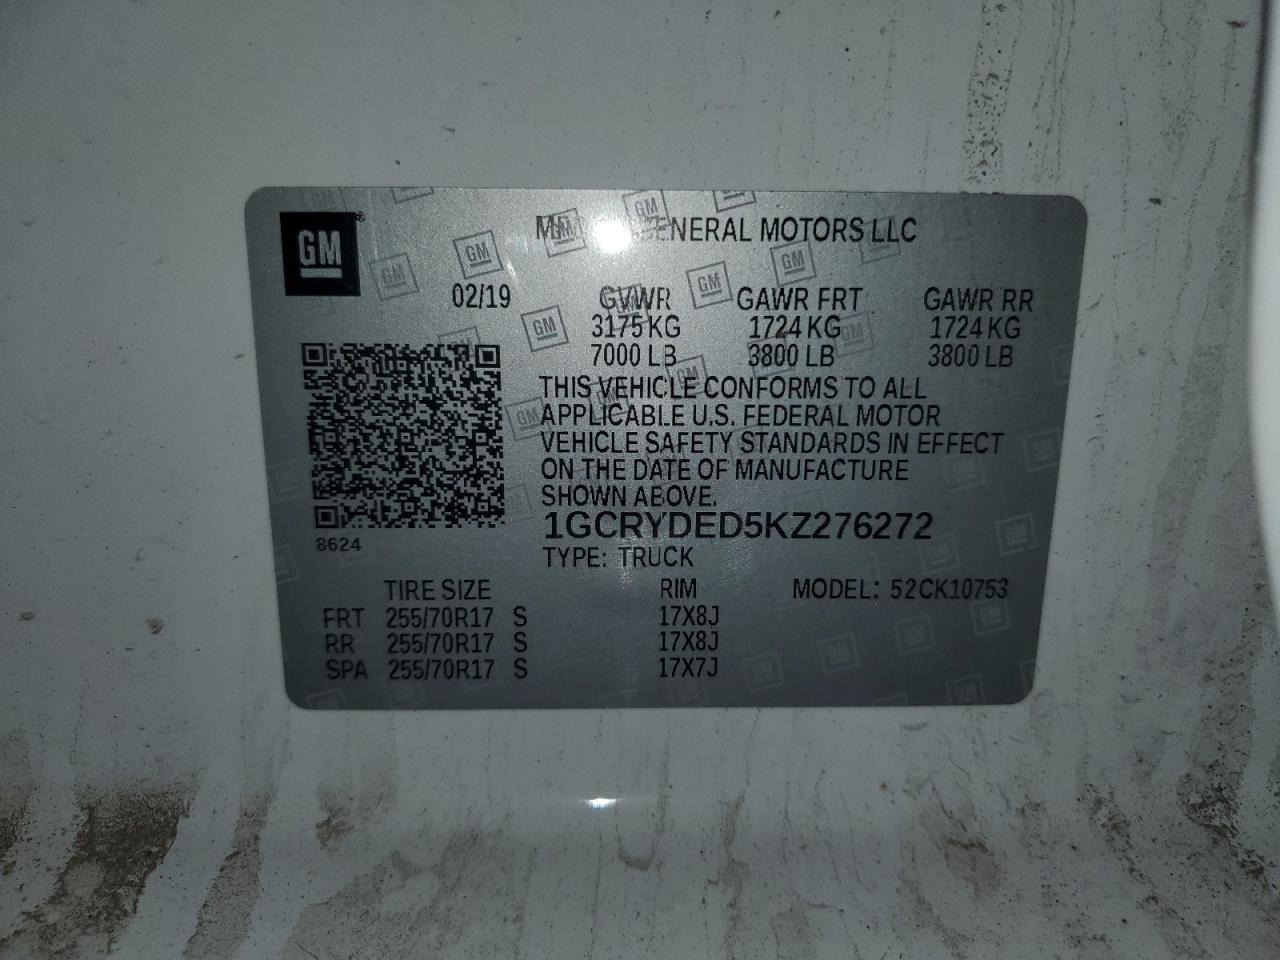 GM
GENERAL MOTORS LLC
02/19 GVWR GAWR FRT GAWR RR
3175 KG 1724 KG 1724 KG
7000 LB 3800 LB 3800 LB
THIS VEHICLE CONFORMS TO ALL
APPLICABLE U.S. FEDERAL MOTOR
VEHICLE SAFETY STANDARDS IN EFFECT
ON THE DATE OF MANUFACTURE
SHOWN ABOVE.
1GCRYDED5KZ276272
8624
TYPE: TRUCK
TIRE SIZE RIM MODEL: 52CK10753
FRT 255/70R17 S 17X8J
RR 255/70R17 S 17X8J
SPA 255/70R17 S 17X7J